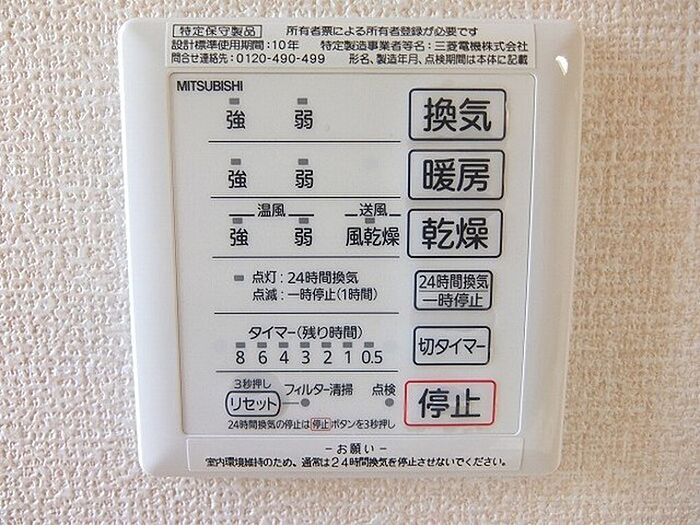 特定保守製品 所有者票による所有者登録が必要です
設計標準使用期間:10年 特定製造事業者等名:三菱電機株式会社
問合せ連絡先:0120-490-499 形名、製造年月、点検期間は本体に記載
MITSUBISHI
強 弱 換気
強 弱 暖房
温風 送風
強 弱 風乾燥 乾燥
点灯:24時間換気
点滅:一時停止(1時間)
24時間換気
一時停止
タイマー(残り時間)
8 6 4 3 2 1 0.5
切タイマー
3秒押し
リセット フィルター清掃 点検
停止
24時間換気の停止は停止ボタンを3秒押し
-お願い-
室内環境維持のため、通常は24時間換気を停止させないでください。